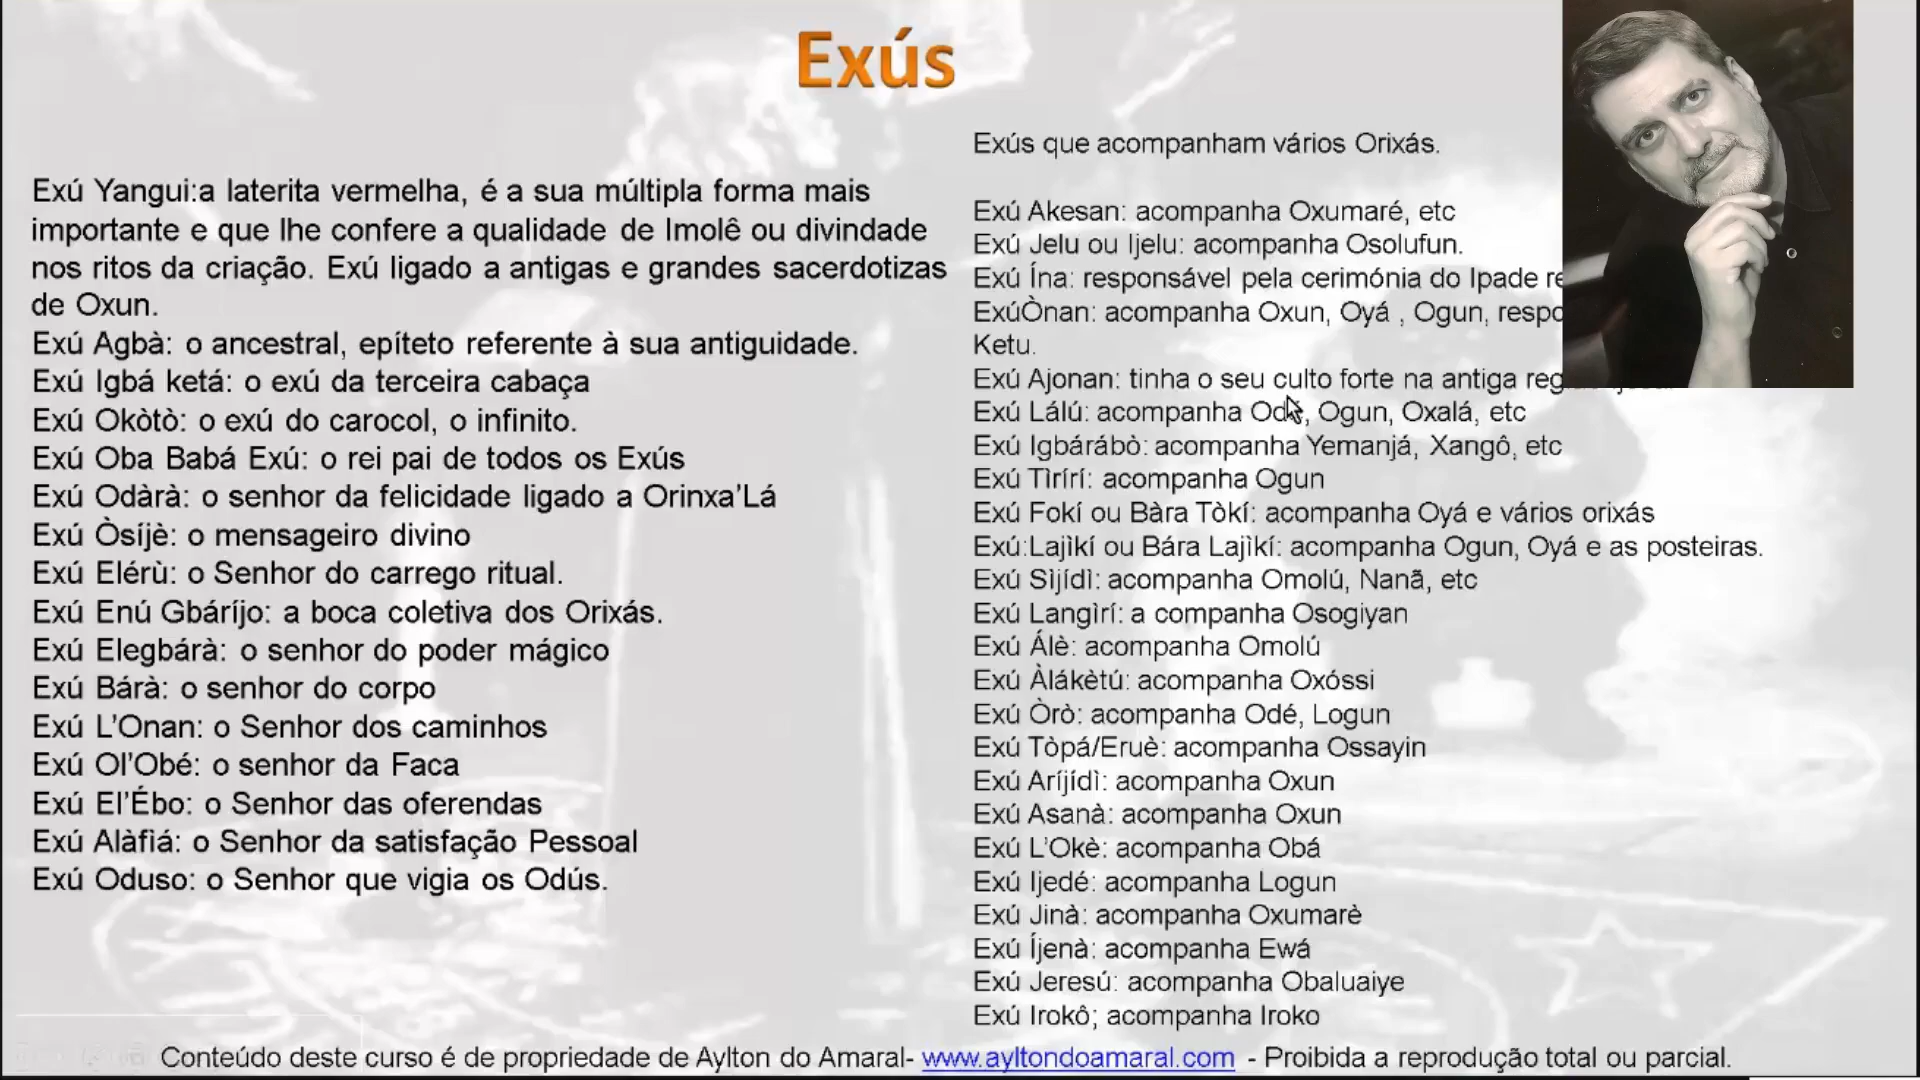 Exús
Exú Yangui:a laterita vermelha, é a sua múltipla forma mais
importante e que lhe confere a qualidade de Imolê ou divindade
nos ritos da criação. Exú ligado a antigas e grandes sacerdotizas
de Oxun.
Exú Agbà: o ancestral, epíteto referente à sua antiguidade.
Exú Igbá ketá: o exú da terceira cabaça
Exú Okòtò: o exú do carocol, o infinito.
Exú Oba Babá Exú: o rei pai de todos os Exús
Exú Odàrà: o senhor da felicidade ligado a Orinxa'Lá
Exú Òsíjè: o mensageiro divino
Exú Elérù: o Senhor do carrego ritual.
Exú Enú Gbáríjo: a boca coletiva dos Orixás.
Exú Elegbárà: o senhor do poder mágico
Exú Bárà: o senhor do corpo
Exú L'Onan: o Senhor dos caminhos
Exú Ol'Obé: o senhor da Faca
Exú El'Ébo: o Senhor das oferendas
Exú Alàfiá: o Senhor da satisfação Pessoal
Exú Oduso: o Senhor que vigia os Odús.
Exús que acompanham vários Orixás.
Exú Akesan: acompanha Oxumaré, etc
Exú Jelu ou Ijelu: acompanha Osolufun.
Exú Ína: responsável pela cerimónia do Ipade
ExúÒnan: acompanha Oxun, Oyá , Ogun,
Ketu.
Exú Ajonan: tinha o seu culto forte na antiga
Exú Lálú: acompanha Odé, Ogun, Oxalá, etc
Exú Igbárábò: acompanha Yemanjá, Xangô, etc
Exú Tìrírí: acompanha Ogun
Exú Fokí ou Bàra Tòkí: acompanha Oyá e vários orixás
Exú:Lajìkí ou Bára Lajìkí: acompanha Ogun, Oyá e as posteiras.
Exú Sìjídì: acompanha Omolú, Nanã, etc
Exú Langìrí: a companha Osogiyan
Exú Álè: acompanha Omolú
Exú Àlákètú: acompanha Oxóssi
Exú Òrò: acompanha Odé, Logun
Exú Tòpá/Eruè: acompanha Ossayin
Exú Aríjídì: acompanha Oxun
Exú Asanà: acompanha Oxun
Exú L'Okè: acompanha Obá
Exú Ijedé: acompanha Logun
Exú Jinà: acompanha Oxumarè
Exú Íjenà: acompanha Ewá
Exú Jeresú: acompanha Obaluaiye
Exú Irokô; acompanha Iroko
Conteúdo deste curso é de propriedade de Aylton do Amaral- www.ayltondoamaral.com - Proibida a reprodução total ou parcial.